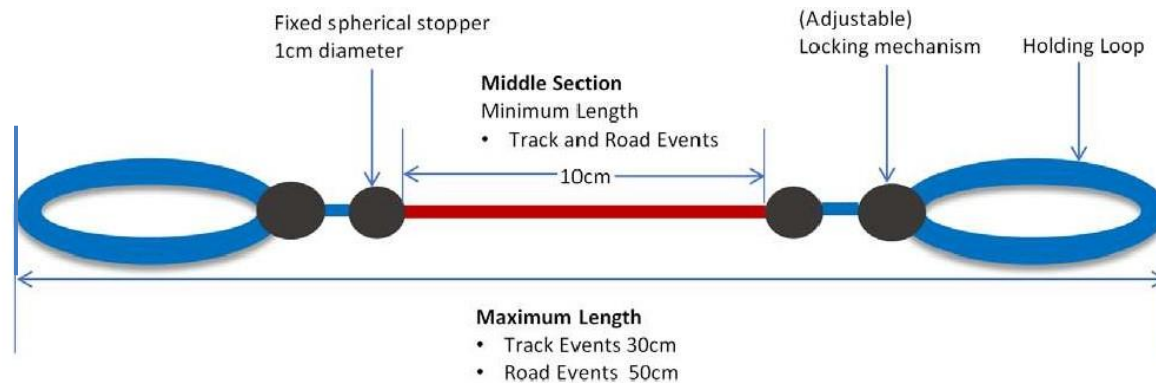 Fixed spherical stopper
1cm diameter
(Adjustable)
Locking mechanism
Holding Loop
Middle Section
Minimum Length
• Track and Road Events
10cm
Maximum Length
• Track Events 30cm
• Road Events 50cm